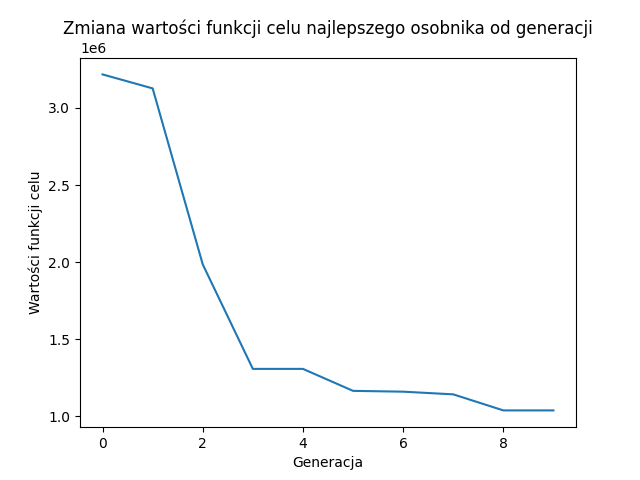 Zmiana wartości funkcji celu najlepszego osobnika od generacji
1e6
3.0
2.5
2.0
1.5
1.0
Wartości funkcji celu
0 2 4 6 8
Generacja